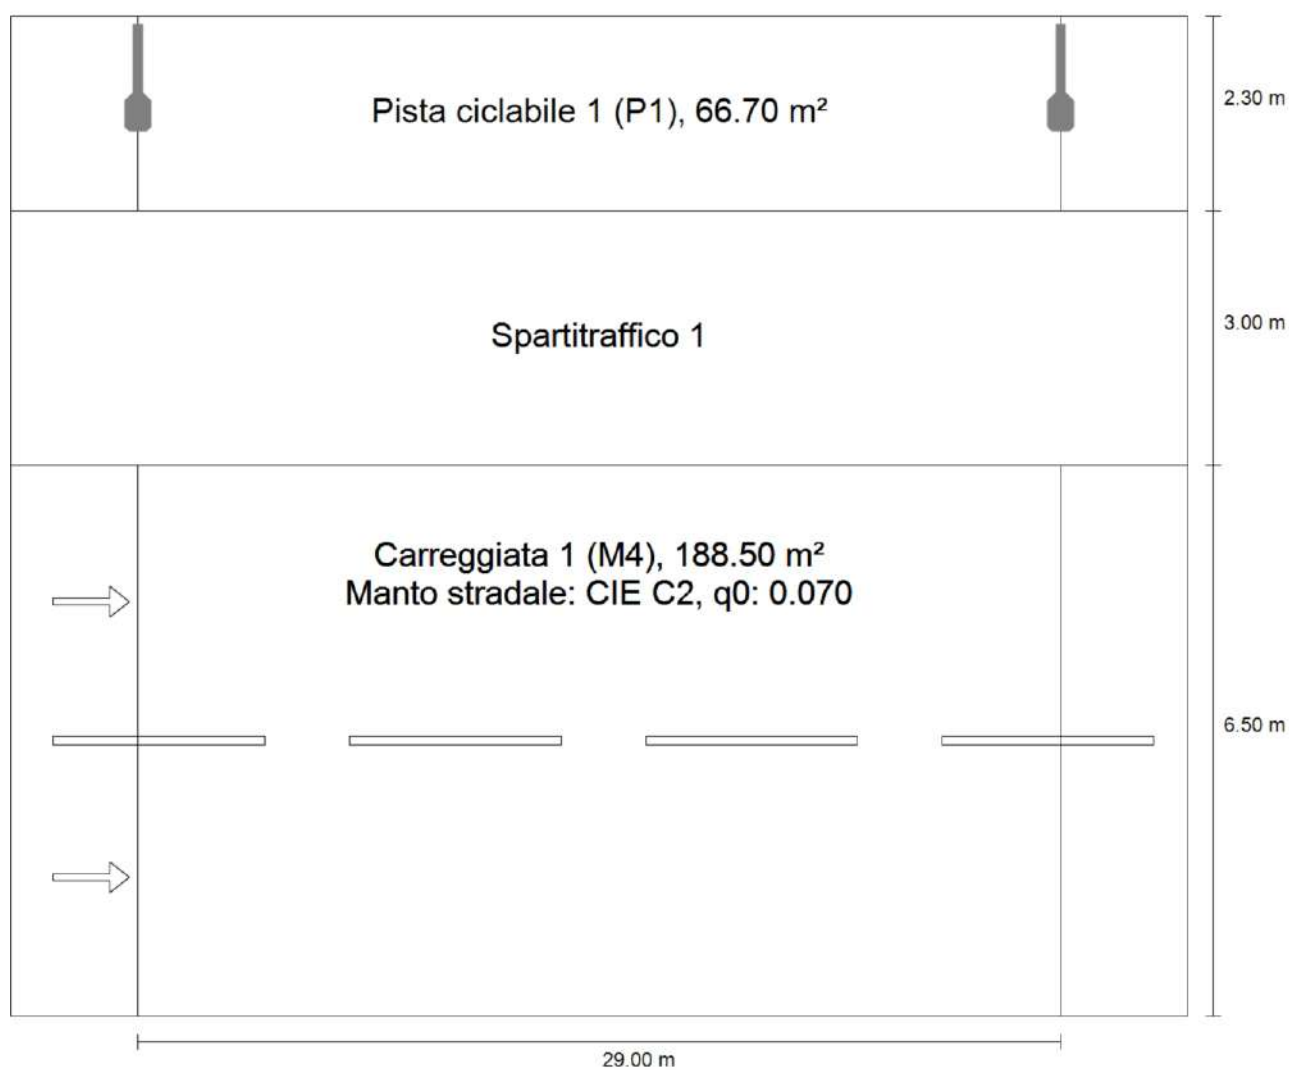 2.30 m
Pista ciclabile 1 (P1), 66.70 m²
3.00 m
Spartitraffico 1
Carreggiata 1 (M4), 188.50 m²
Manto stradale: CIE C2, q0: 0.070
6.50 m
29.00 m